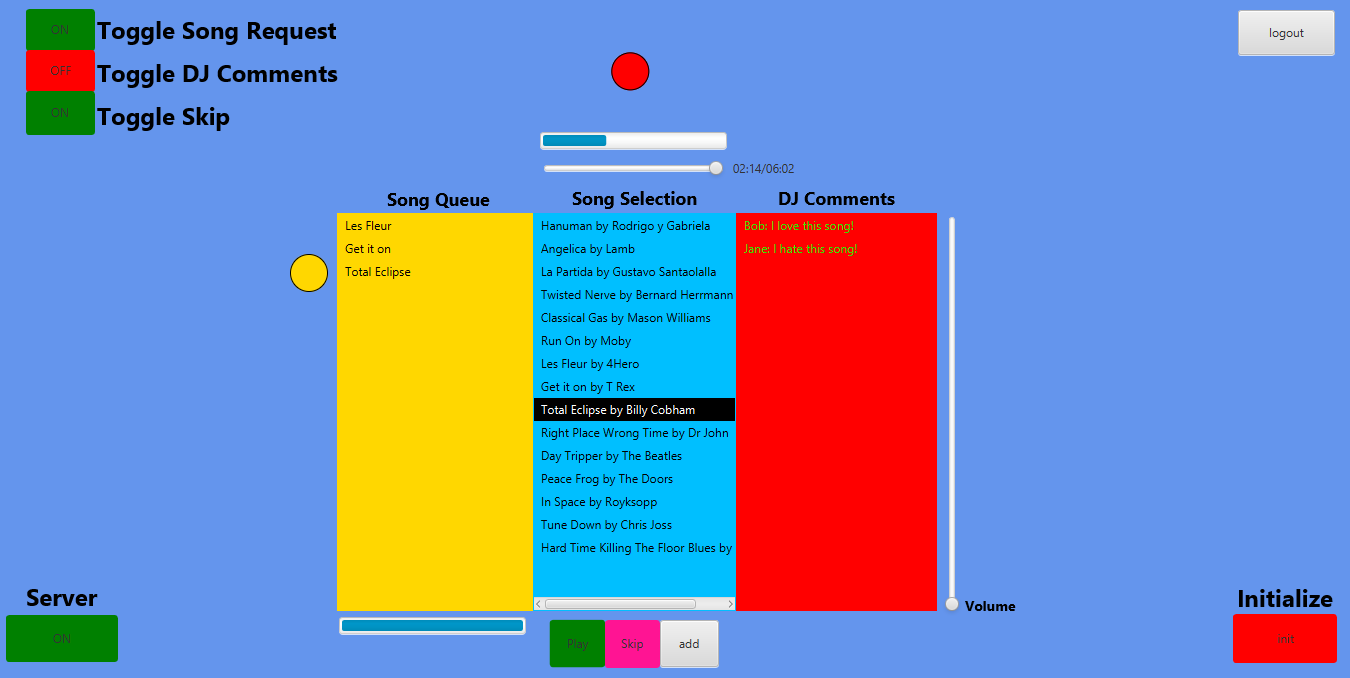 ON
Toggle Song Request
OFF
Toggle DJ Comments
ON
Toggle Skip
logout
02:14/06:02
Song Queue
Les Fleur
Get it on
Total Eclipse
Song Selection
Hanuman by Rodrigo y Gabriela
Angelica by Lamb
La Partida by Gustavo Santaolalla
Twisted Nerve by Bernard Herrmann
Classical Gas by Mason Williams
Run On by Moby
Les Fleur by 4Hero
Get it on by T Rex
Total Eclipse by Billy Cobham
Right Place Wrong Time by Dr John
Day Tripper by The Beatles
Peace Frog by The Doors
In Space by Royksopp
Tune Down by Chris Joss
Hard Time Killing The Floor Blues by
DJ Comments
Bob: I love this song!
Jane: I hate this song!
Volume
Server
ON
Play
Skip
add
Initialize
init